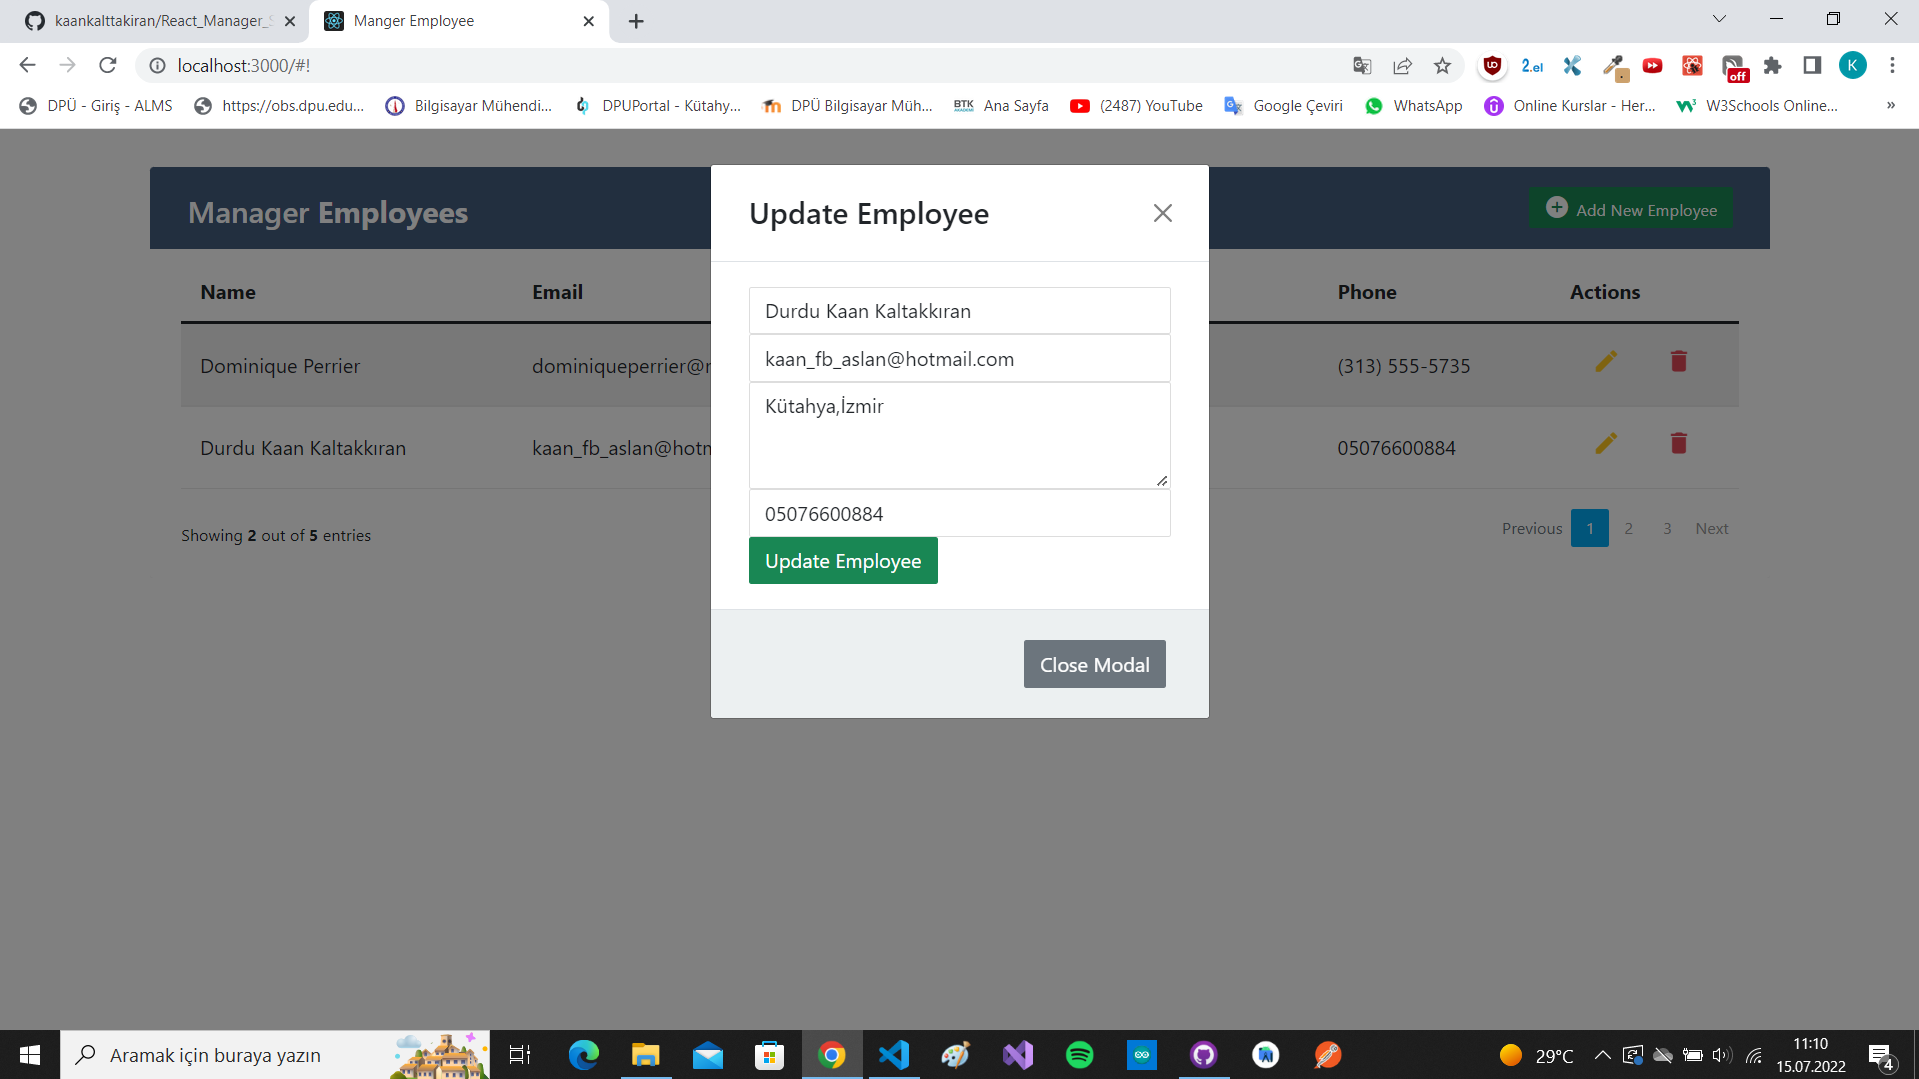 kaankalttakiran/React_Manager_S
Manger Employee
localhost:3000/#!
2.el
off
K
DPÜ - Giriş - ALMS
https://obs.dpu.edu...
Bilgisayar Mühendi...
DPUPortal - Kütahy...
DPÜ Bilgisayar Müh...
BTK
Ana Sayfa
(2487) YouTube
Google Çeviri
WhatsApp
Online Kurslar - Her...
W3Schools Online...
»
Manager Employees
Add New Employee
Name Email Phone Actions
Dominique Perrier dominiqueperrier@ (313) 555-5735
Durdu Kaan Kaltakkıran kaan_fb_aslan@hotm 05076600884
Showing 2 out of 5 entries
Previous 1 2 3 Next
Update Employee
Durdu Kaan Kaltakkıran
kaan_fb_aslan@hotmail.com
Kütahya,İzmir
05076600884
Update Employee
Close Modal
Aramak için buraya yazın
29°C
11:10
15.07.2022
4